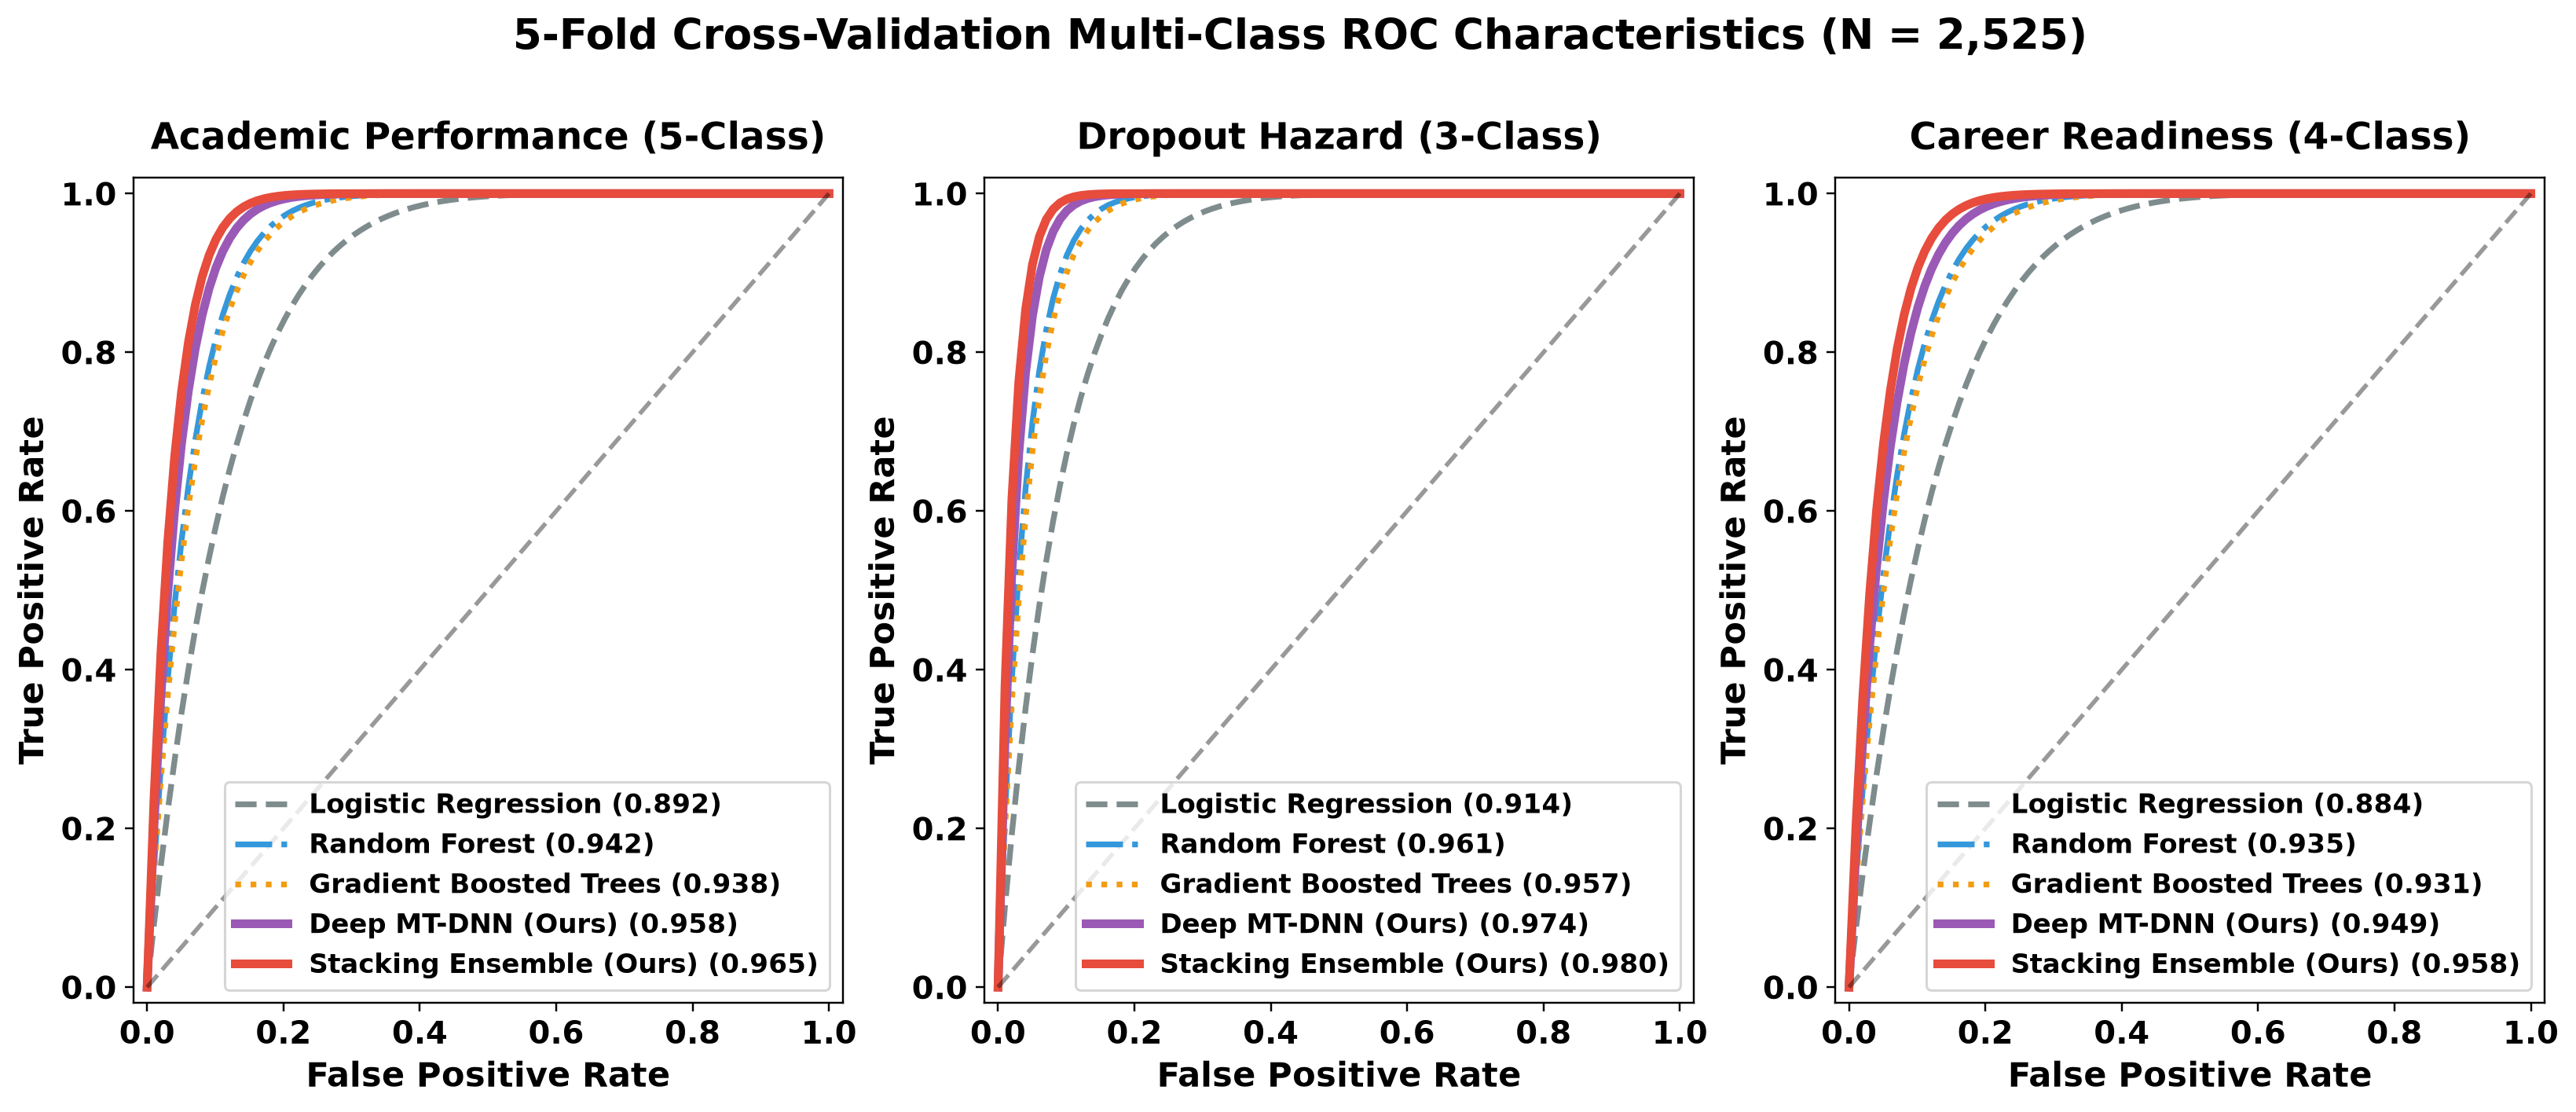 5-Fold Cross-Validation Multi-Class ROC Characteristics (N = 2,525)
Academic Performance (5-Class)
True Positive Rate
1.0
0.8
0.6
0.4
0.2
0.0
Logistic Regression (0.892)
Random Forest (0.942)
Gradient Boosted Trees (0.938)
Deep MT-DNN (Ours) (0.958)
Stacking Ensemble (Ours) (0.965)
0.0 0.2 0.4 0.6 0.8 1.0
False Positive Rate
Dropout Hazard (3-Class)
True Positive Rate
1.0
0.8
0.6
0.4
0.2
0.0
Logistic Regression (0.914)
Random Forest (0.961)
Gradient Boosted Trees (0.957)
Deep MT-DNN (Ours) (0.974)
Stacking Ensemble (Ours) (0.980)
0.0 0.2 0.4 0.6 0.8 1.0
False Positive Rate
Career Readiness (4-Class)
True Positive Rate
1.0
0.8
0.6
0.4
0.2
0.0
Logistic Regression (0.884)
Random Forest (0.935)
Gradient Boosted Trees (0.931)
Deep MT-DNN (Ours) (0.949)
Stacking Ensemble (Ours) (0.958)
0.0 0.2 0.4 0.6 0.8 1.0
False Positive Rate